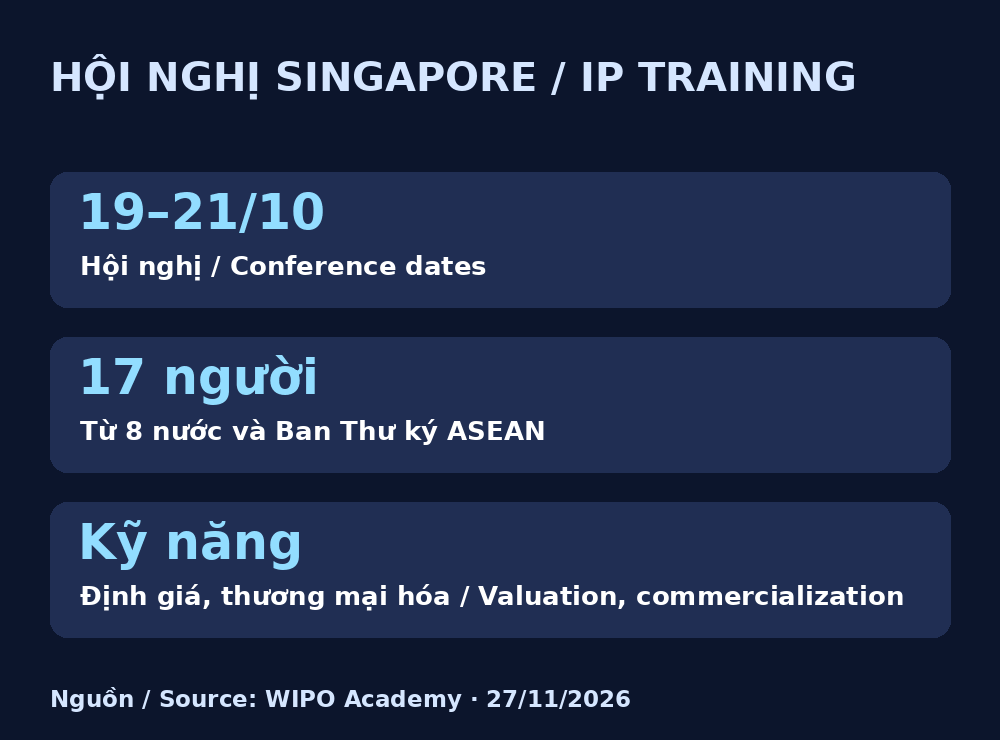 HỘI NGHỊ SINGAPORE / IP TRAINING
19–21/10
Hội nghị / Conference dates
17 người
Từ 8 nước và Ban Thư ký ASEAN
Kỹ năng
Định giá, thương mại hóa / Valuation, commercialization
Nguồn / Source: WIPO Academy · 27/11/2026